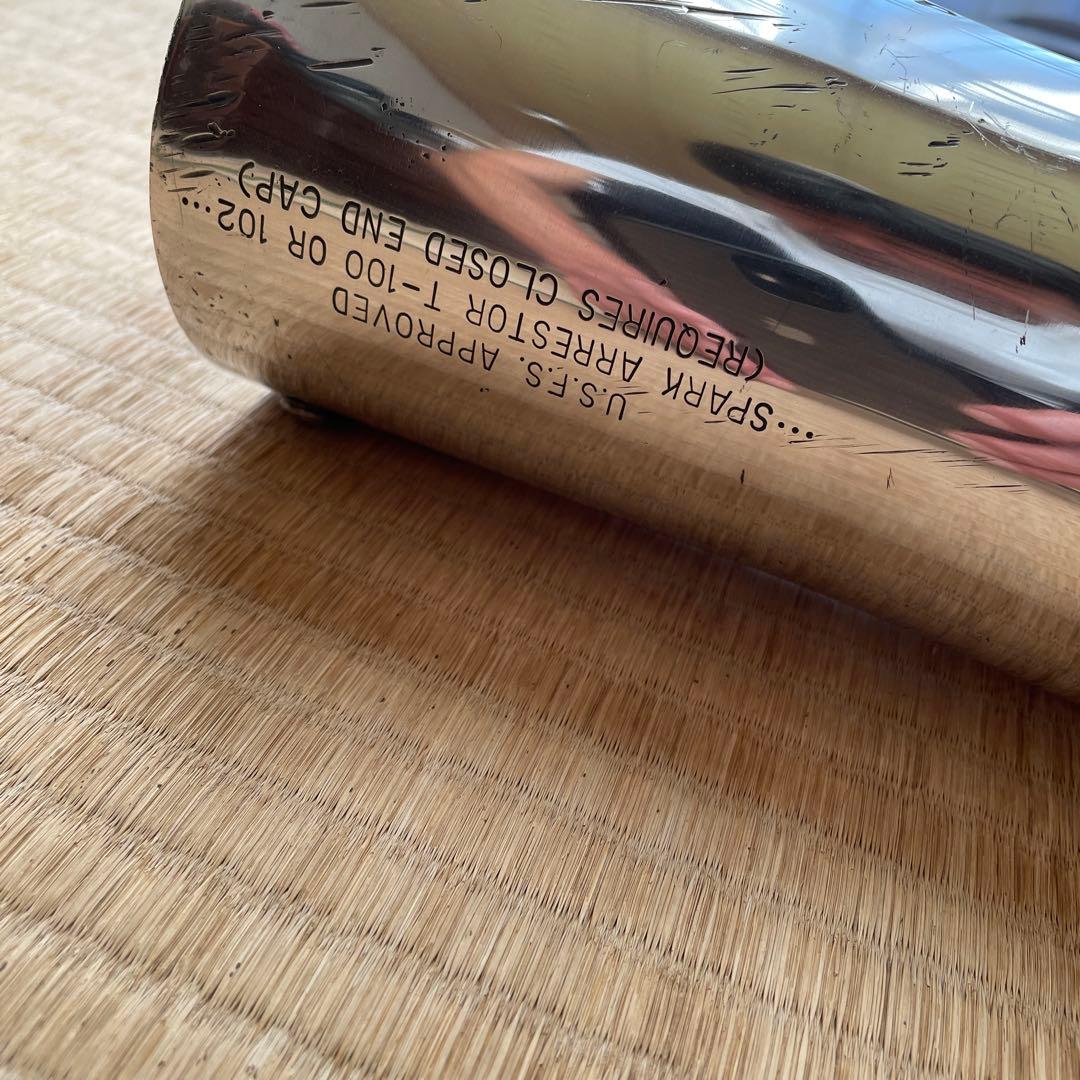 U.S.F.S. APPROVED
...SPARK ARRESTOR T-100 OR 102...
(REQUIRES CLOSED END CAP.)